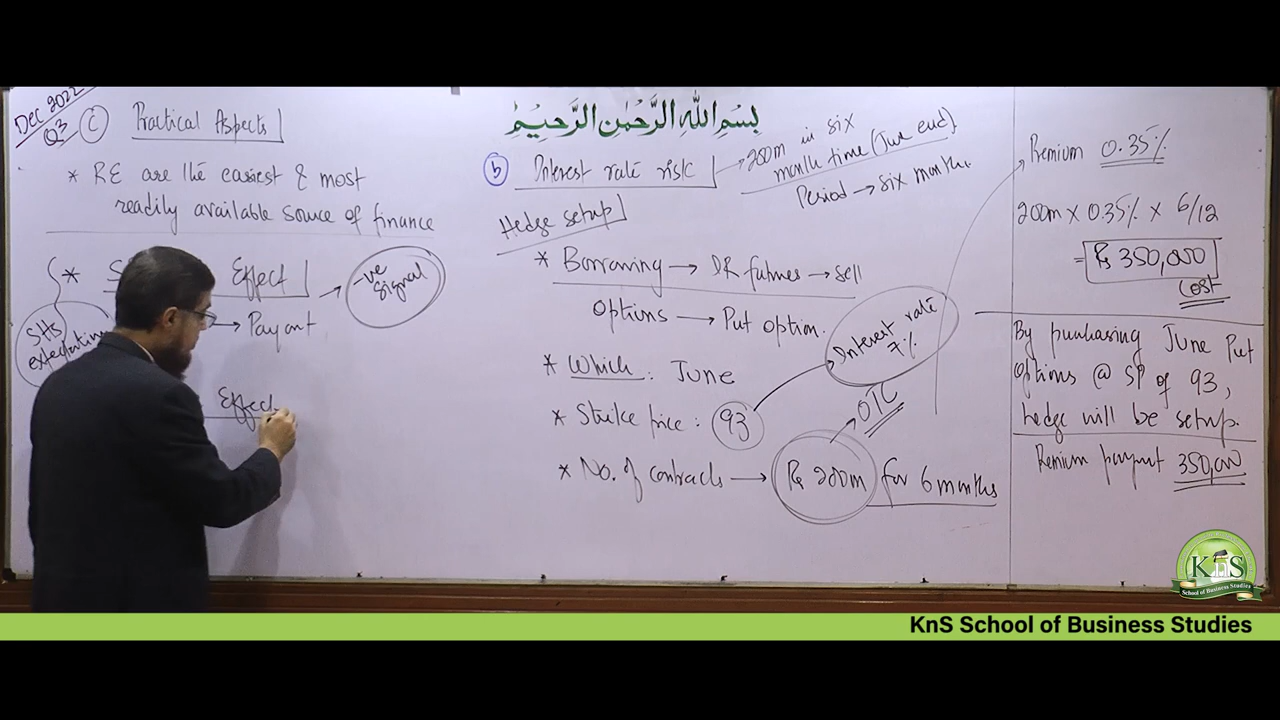 Dec 2022
Q3
C Practical Aspects
* RE are the easiest & most
readily available source of finance
* Effect → -ve signal
SHs
→ Payout
Effect
بِسْمِ اللهِ الرَّحْمٰنِ الرَّحِيْمِ
b Interest rate risk → 200m in six
month time (Jun end)
Period → six months.
Hedge setup
* Borrowing → IR futures → sell
Options → Put option.
* Which : June
* Strike price : 93
Interest rate
7%
* No. of contracts → Rs 200m for 6 months
OTC
Premium 0.35%
200m x 0.35% x 6/12
= Rs 350,000
Cost
By purchasing June Put
Options @ SP of 93,
hedge will be setup.
Premium payout 350,000
KnS
School of Business Studies
KnS School of Business Studies